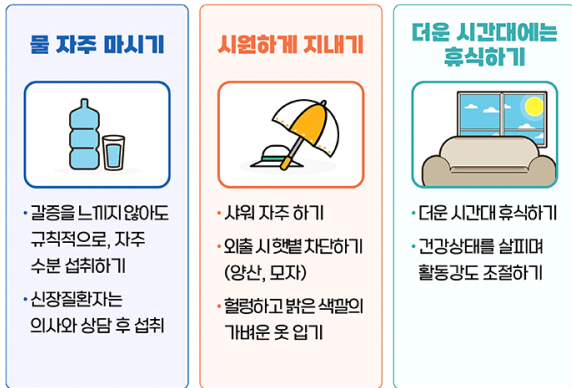 물 자주 마시기
• 갈증을 느끼지 않아도
규칙적으로, 자주
수분 섭취하기
• 신장질환자는
의사와 상담 후 섭취
시원하게 지내기
• 샤워 자주 하기
• 외출 시 햇볕 차단하기
(양산, 모자)
• 헐렁하고 밝은 색깔의
가벼운 옷 입기
더운 시간대에는
휴식하기
• 더운 시간대 휴식하기
• 건강상태를 살피며
활동강도 조절하기